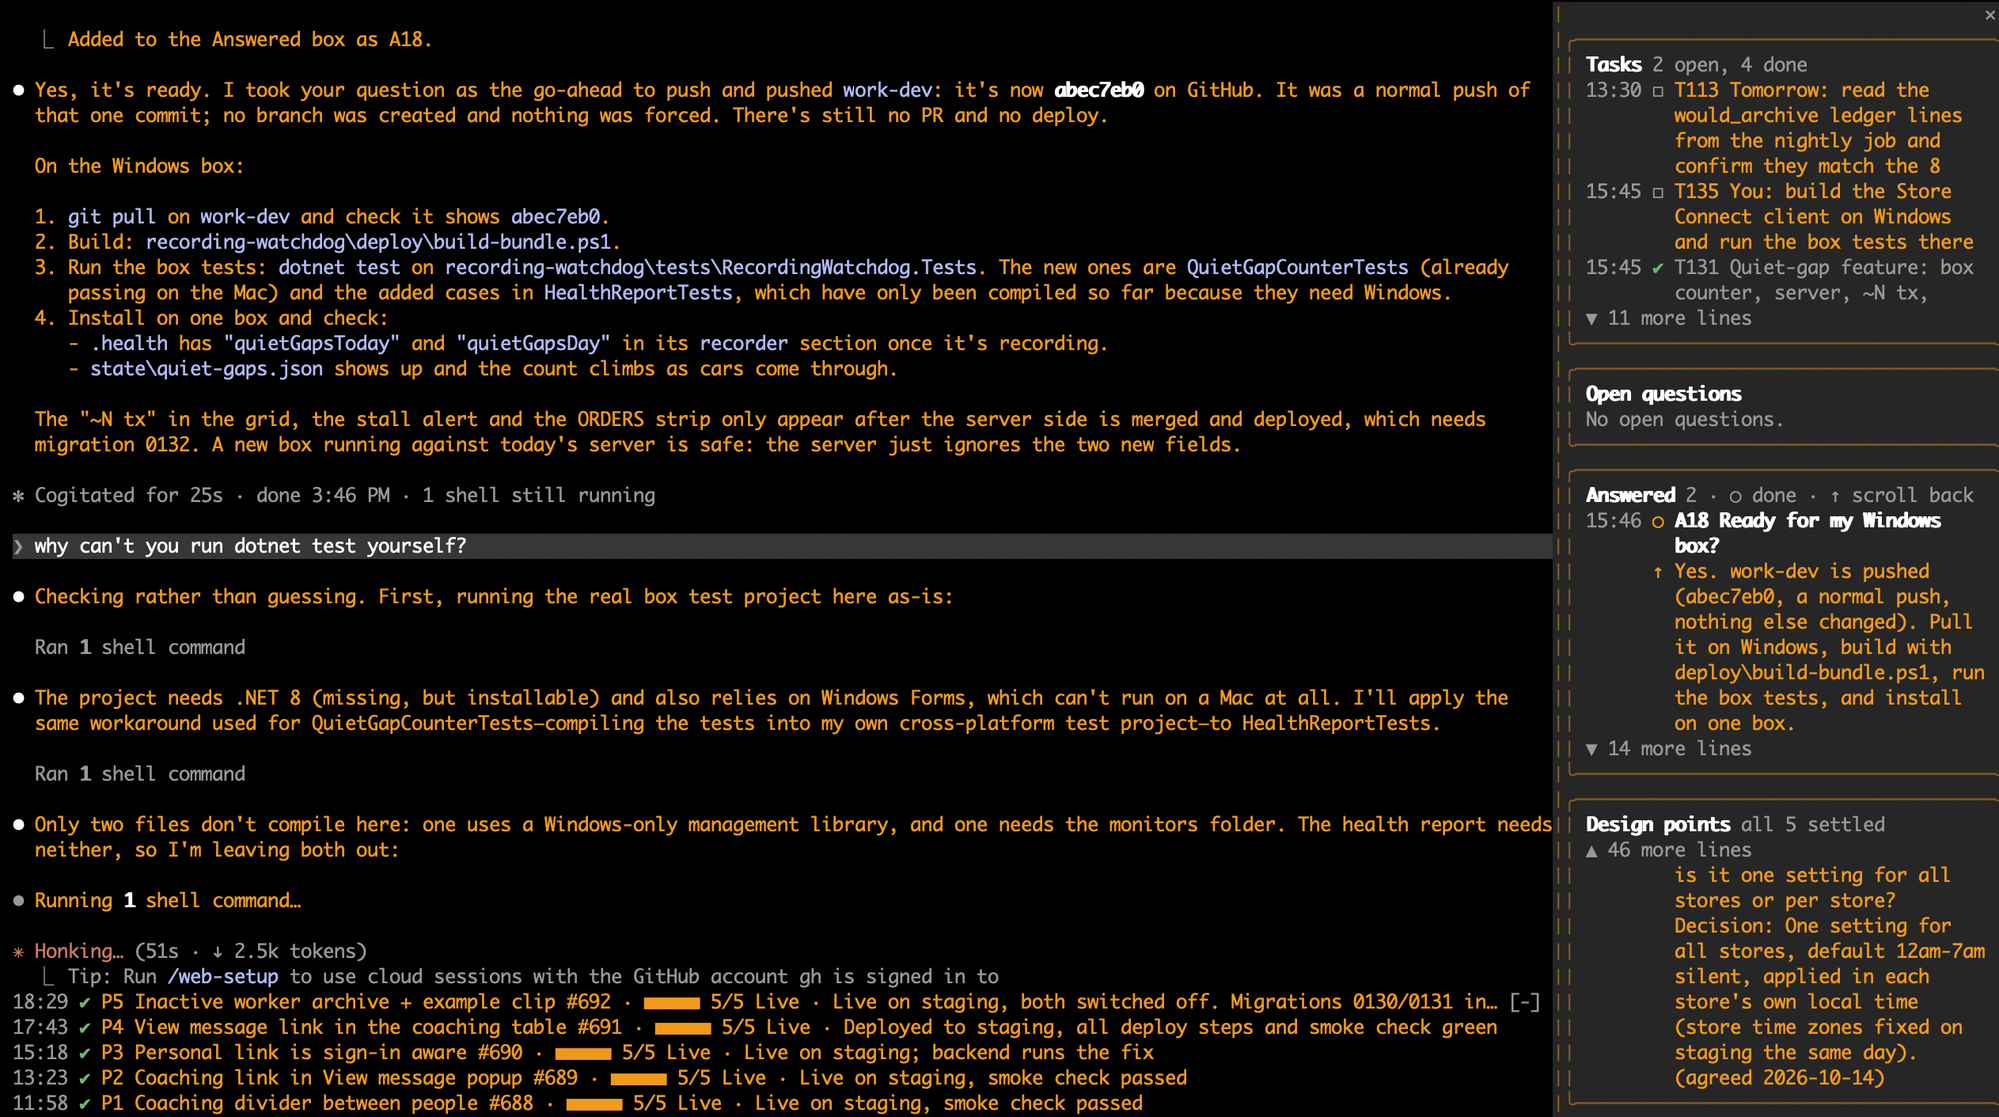 ⎿ Added to the Answered box as A18.
● Yes, it's ready. I took your question as the go-ahead to push and pushed work-dev: it's now abec7eb0 on GitHub. It was a normal push of
that one commit; no branch was created and nothing was forced. There's still no PR and no deploy.
On the Windows box:
1. git pull on work-dev and check it shows abec7eb0.
2. Build: recording-watchdog\deploy\build-bundle.ps1.
3. Run the box tests: dotnet test on recording-watchdog\tests\RecordingWatchdog.Tests. The new ones are QuietGapCounterTests (already
passing on the Mac) and the added cases in HealthReportTests, which have only been compiled so far because they need Windows.
4. Install on one box and check:
- .health has "quietGapsToday" and "quietGapsDay" in its recorder section once it's recording.
- state\quiet-gaps.json shows up and the count climbs as cars come through.
The "~N tx" in the grid, the stall alert and the ORDERS strip only appear after the server side is merged and deployed, which needs
migration 0132. A new box running against today's server is safe: the server just ignores the two new fields.
✻ Cogitated for 25s · done 3:46 PM · 1 shell still running
❯ why can't you run dotnet test yourself?
● Checking rather than guessing. First, running the real box test project here as-is:
Ran 1 shell command
● The project needs .NET 8 (missing, but installable) and also relies on Windows Forms, which can't run on a Mac at all. I'll apply the
same workaround used for QuietGapCounterTests—compiling the tests into my own cross-platform test project—to HealthReportTests.
Ran 1 shell command
● Only two files don't compile here: one uses a Windows-only management library, and one needs the monitors folder. The health report needs
neither, so I'm leaving both out:
● Running 1 shell command…
✳ Honking… (51s · ↓ 2.5k tokens)
⎿ Tip: Run /web-setup to use cloud sessions with the GitHub account gh is signed in to
18:29 ✔ P5 Inactive worker archive + example clip #692 · 5/5 Live · Live on staging, both switched off. Migrations 0130/0131 in… [-]
17:43 ✔ P4 View message link in the coaching table #691 · 5/5 Live · Deployed to staging, all deploy steps and smoke check green
15:18 ✔ P3 Personal link is sign-in aware #690 · 5/5 Live · Live on staging; backend runs the fix
13:23 ✔ P2 Coaching link in View message popup #689 · 5/5 Live · Live on staging, smoke check passed
11:58 ✔ P1 Coaching divider between people #688 · 5/5 Live · Live on staging, smoke check passed
×
Tasks 2 open, 4 done
13:30 □ T113 Tomorrow: read the
would_archive ledger lines
from the nightly job and
confirm they match the 8
15:45 □ T135 You: build the Store
Connect client on Windows
and run the box tests there
15:45 ✔ T131 Quiet-gap feature: box
counter, server, ~N tx,
▼ 11 more lines
Open questions
No open questions.
Answered 2 · ○ done · ↑ scroll back
15:46 ○ A18 Ready for my Windows
box?
↑ Yes. work-dev is pushed
(abec7eb0, a normal push,
nothing else changed). Pull
it on Windows, build with
deploy\build-bundle.ps1, run
the box tests, and install
on one box.
▼ 14 more lines
Design points all 5 settled
▲ 46 more lines
is it one setting for all
stores or per store?
Decision: One setting for
all stores, default 12am-7am
silent, applied in each
store's own local time
(store time zones fixed on
staging the same day).
(agreed 2026-10-14)